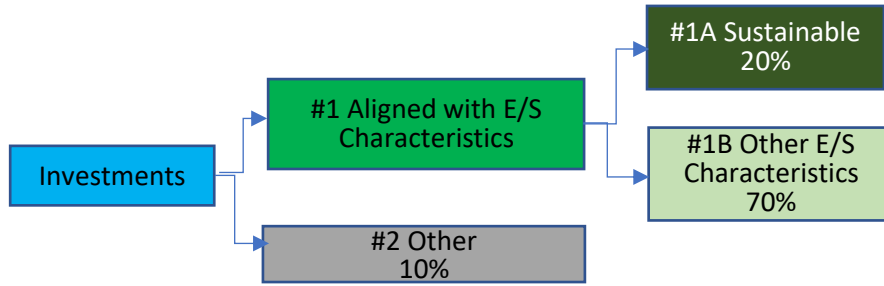 Investments
#1 Aligned with E/S
Characteristics
#2 Other
10%
#1A Sustainable
20%
#1B Other E/S
Characteristics
70%